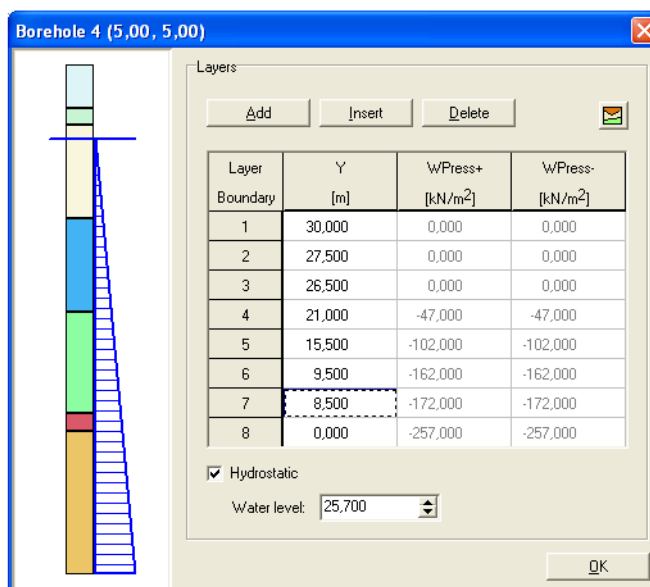 Borehole 4 (5,00, 5,00)
Layers
Add Insert Delete
Layer Boundary Y [m] WPress+ [kN/m2] WPress- [kN/m2]
1 30,000 0,000 0,000
2 27,500 0,000 0,000
3 26,500 0,000 0,000
4 21,000 -47,000 -47,000
5 15,500 -102,000 -102,000
6 9,500 -162,000 -162,000
7 8,500 -172,000 -172,000
8 0,000 -257,000 -257,000
Hydrostatic
Water level: 25,700
OK